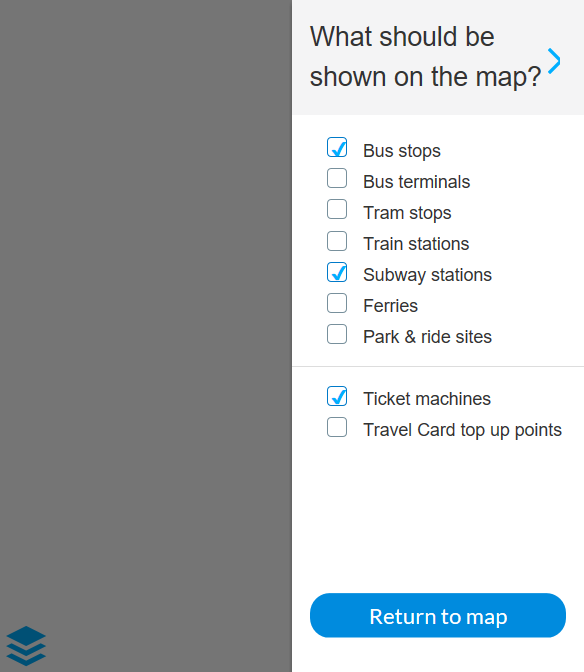 What should be
shown on the map?
Bus stops
Bus terminals
Tram stops
Train stations
Subway stations
Ferries
Park & ride sites
Ticket machines
Travel Card top up points
Return to map